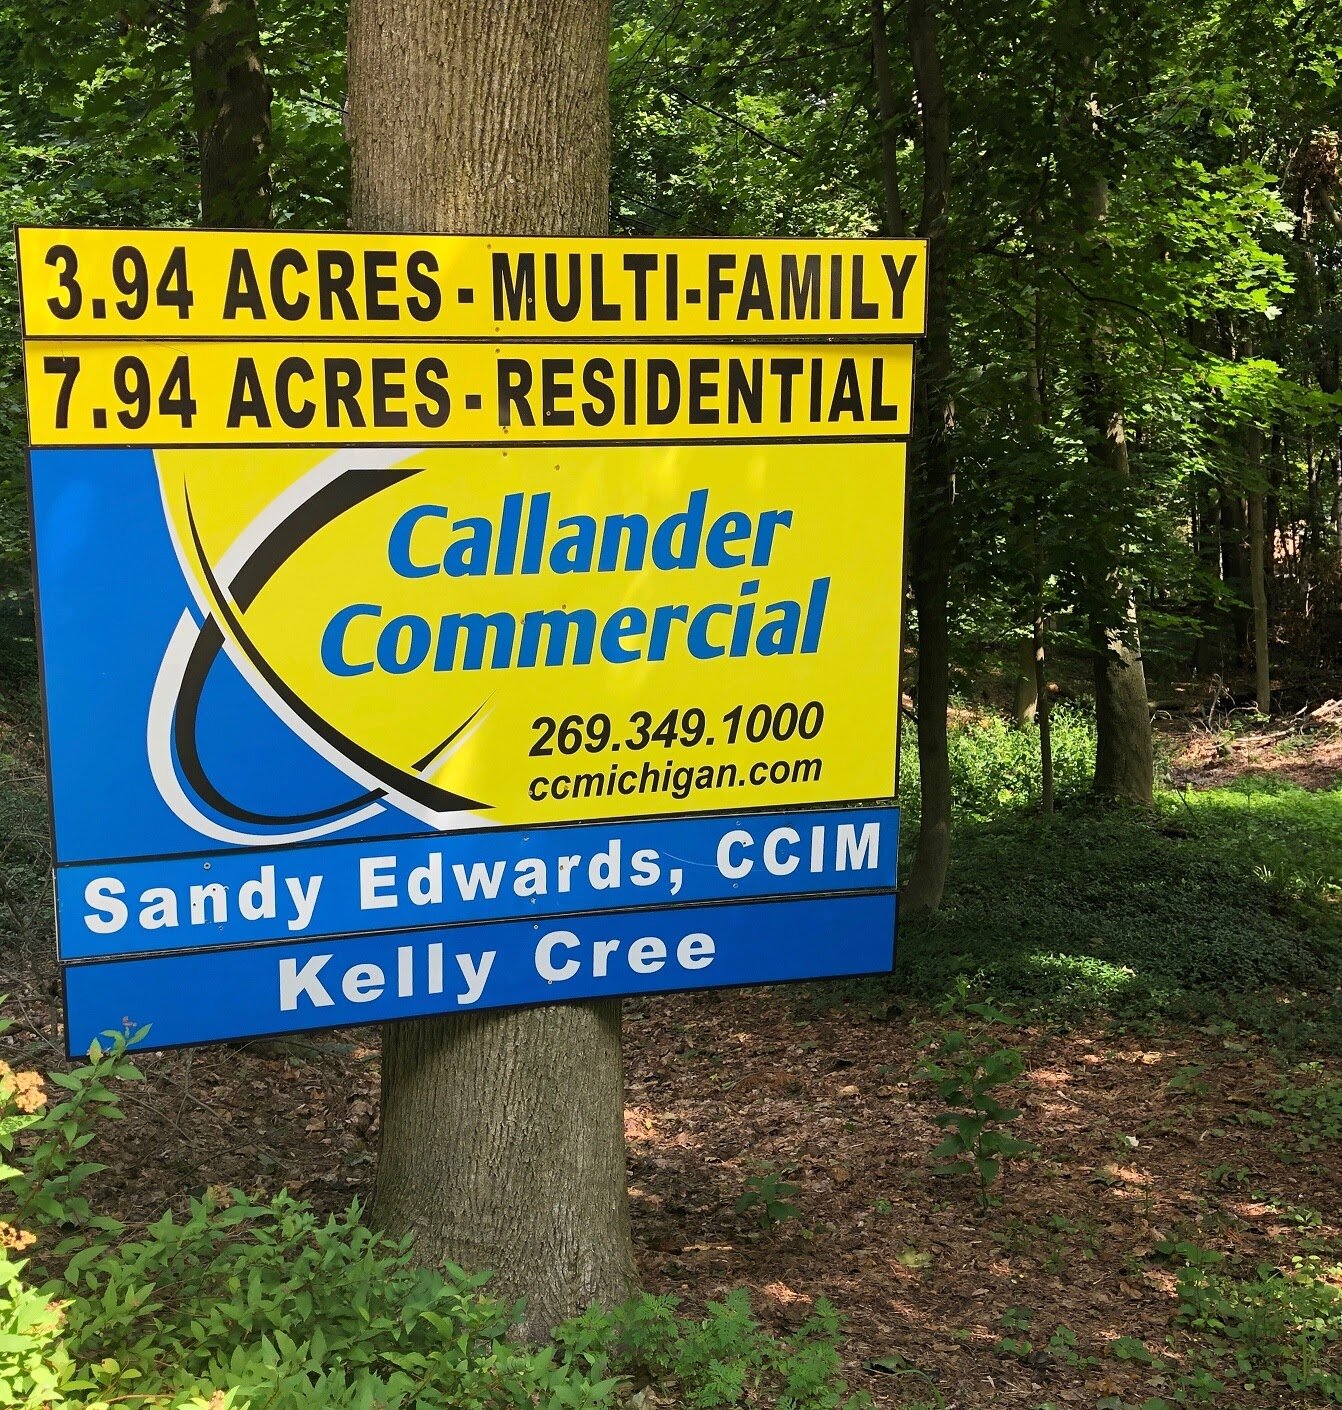 3.94 ACRES - MULTI-FAMILY
7.94 ACRES - RESIDENTIAL
Callander
Commercial
269.349.1000
ccmichigan.com
Sandy Edwards, CCIM
Kelly Cree